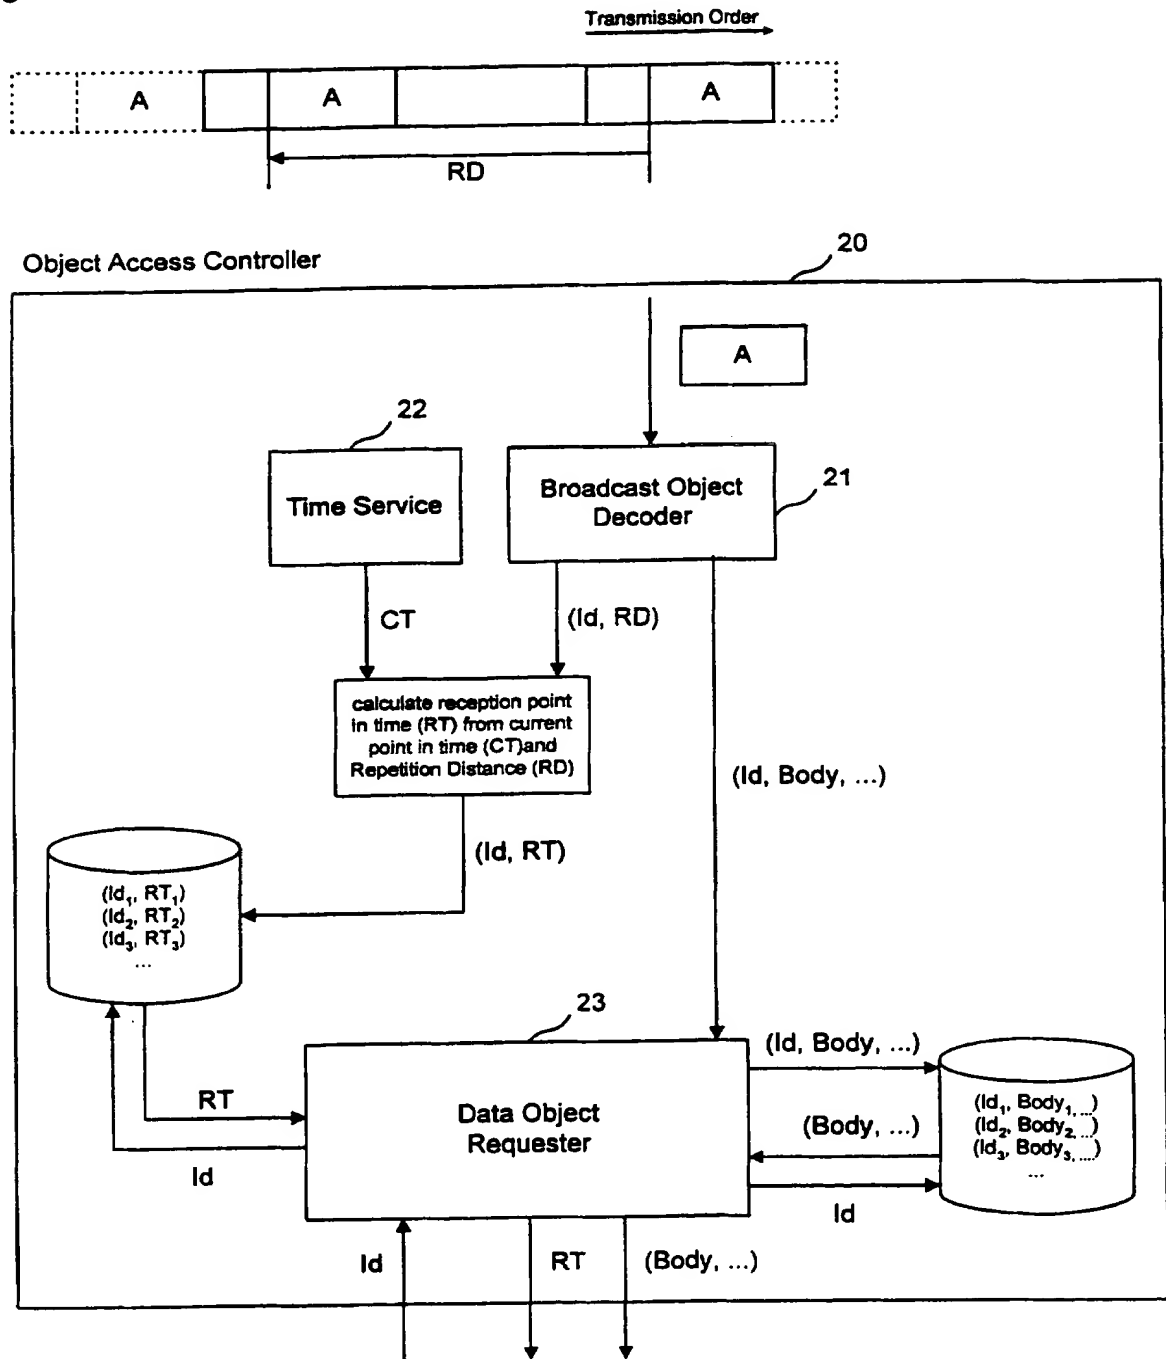 Transmission Order
A
A
A
RD
Object Access Controller
20
A
22
Time Service
Broadcast Object
Decoder
21
CT
(Id, RD)
calculate reception point
in time (RT) from current
point in time (CT)and
Repetition Distance (RD)
(Id, Body, ...)
(Id, RT)
(Id₁, RT₁)
(Id₂, RT₂)
(Id₃, RT₃)
...
23
Data Object
Requester
RT
Id
(Id, Body, ...)
(Body, ...)
Id
(Id₁, Body₁, ...)
(Id₂, Body₂, ...)
(Id₃, Body₃, ...)
...
Id
RT
(Body, ...)